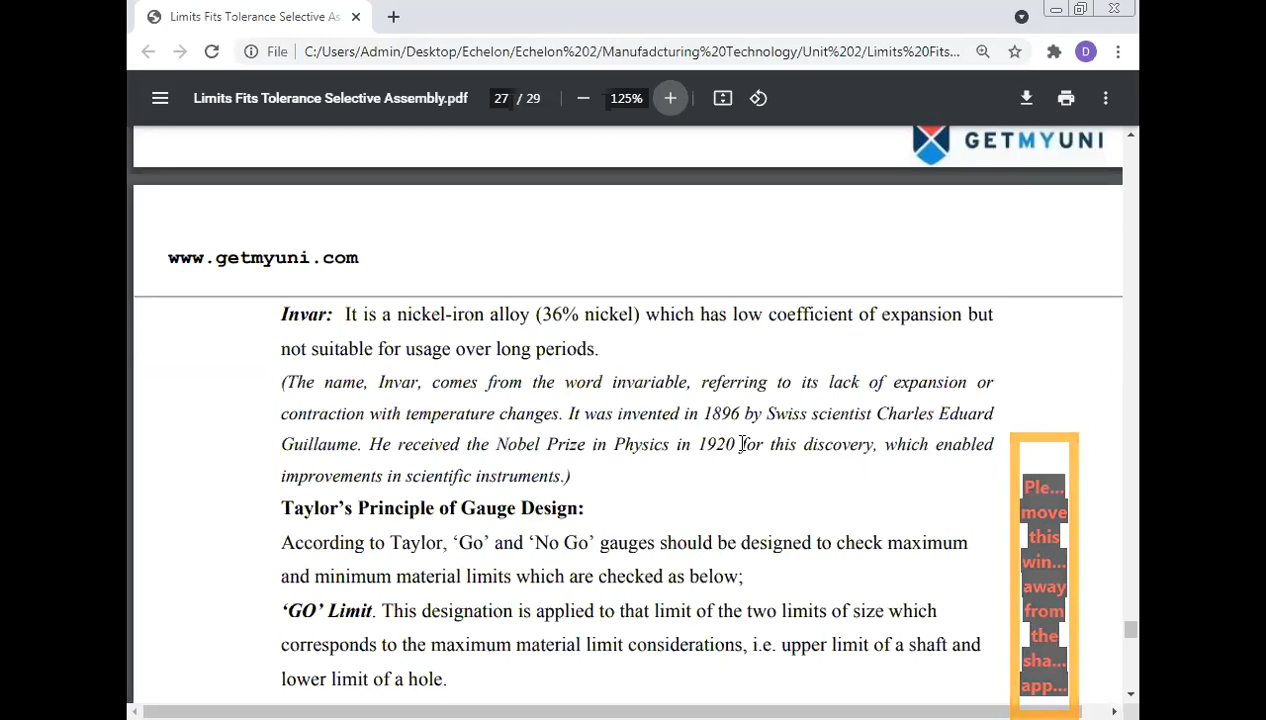 Limits Fits Tolerance Selective As
File C:/Users/Admin/Desktop/Echelon/Echelon%202/Manufadcturing%20Technology/Unit%202/Limits%20Fits... D
Limits Fits Tolerance Selective Assembly.pdf 27 / 29 125%
GETMYUNI
www.getmyuni.com
Invar: It is a nickel-iron alloy (36% nickel) which has low coefficient of expansion but
not suitable for usage over long periods.
(The name, Invar, comes from the word invariable, referring to its lack of expansion or
contraction with temperature changes. It was invented in 1896 by Swiss scientist Charles Eduard
Guillaume. He received the Nobel Prize in Physics in 1920 for this discovery, which enabled
improvements in scientific instruments.)
Taylor's Principle of Gauge Design:
According to Taylor, ‘Go’ and ‘No Go’ gauges should be designed to check maximum
and minimum material limits which are checked as below;
‘GO’ Limit. This designation is applied to that limit of the two limits of size which
corresponds to the maximum material limit considerations, i.e. upper limit of a shaft and
lower limit of a hole.
Ple...
move
this
win...
away
from
the
sha...
app...